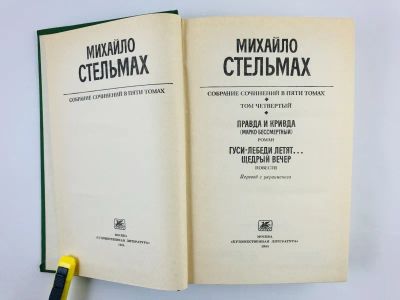 МИХАЙЛО
СТЕЛЬМАХ
СОБРАНИЕ СОЧИНЕНИЙ В ПЯТИ ТОМАХ
МОСКВА
«ХУДОЖЕСТВЕННАЯ ЛИТЕРАТУРА»
МИХАЙЛО
СТЕЛЬМАХ
СОБРАНИЕ СОЧИНЕНИЙ В ПЯТИ ТОМАХ
ТОМ ЧЕТВЕРТЫЙ
ПРАВДА И КРИВДА
(МАРКО БЕССМЕРТНЫЙ)
РОМАН
ГУСИ-ЛЕБЕДИ ЛЕТЯТ...
ЩЕДРЫЙ ВЕЧЕР
ПОВЕСТИ
Перевод с украинского
МОСКВА
«ХУДОЖЕСТВЕННАЯ ЛИТЕРАТУРА»